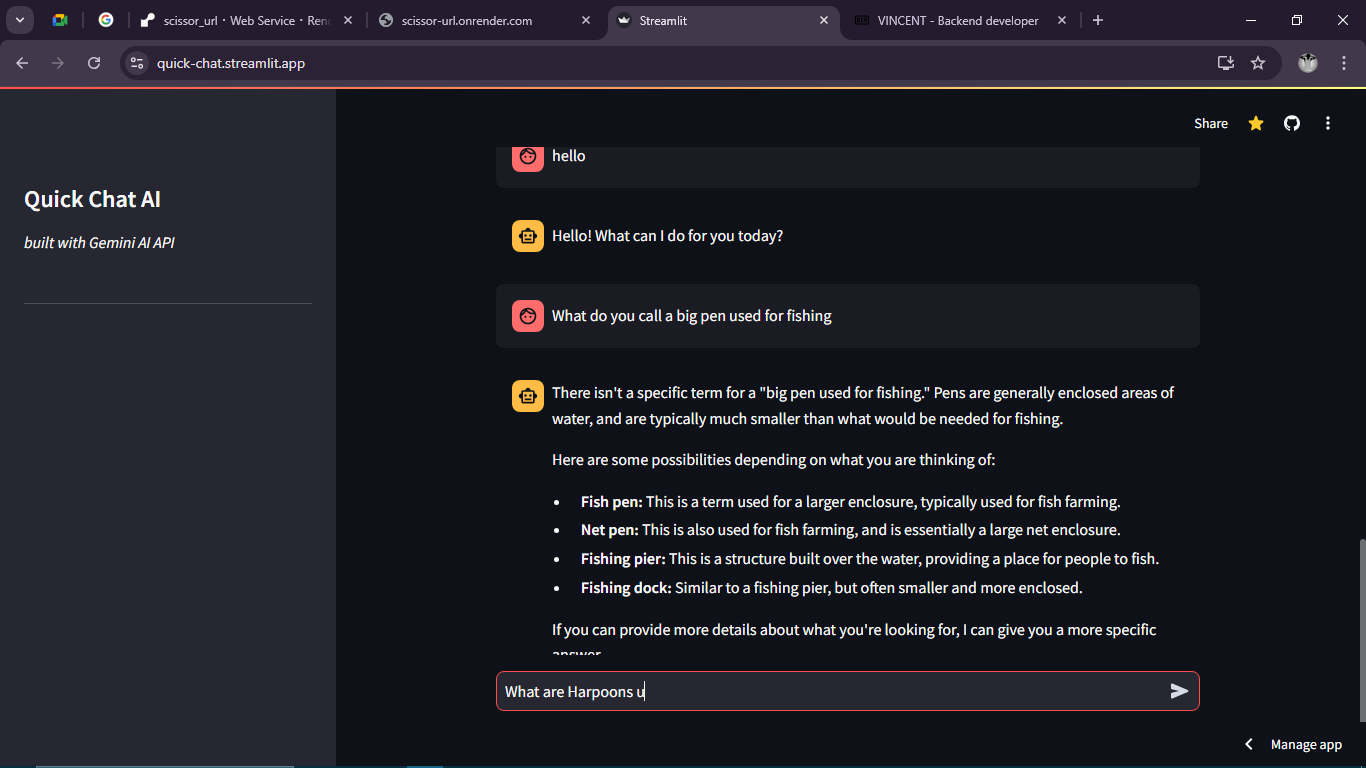 scissor_url · Web Service · Ren
scissor-url.onrender.com
Streamlit
VINCENT - Backend developer
quick-chat.streamlit.app
Share
Quick Chat AI
built with Gemini AI API
hello
Hello! What can I do for you today?
What do you call a big pen used for fishing
There isn't a specific term for a "big pen used for fishing." Pens are generally enclosed areas of
water, and are typically much smaller than what would be needed for fishing.
Here are some possibilities depending on what you are thinking of:
• Fish pen: This is a term used for a larger enclosure, typically used for fish farming.
• Net pen: This is also used for fish farming, and is essentially a large net enclosure.
• Fishing pier: This is a structure built over the water, providing a place for people to fish.
• Fishing dock: Similar to a fishing pier, but often smaller and more enclosed.
If you can provide more details about what you're looking for, I can give you a more specific
answer.
What are Harpoons u
Manage app